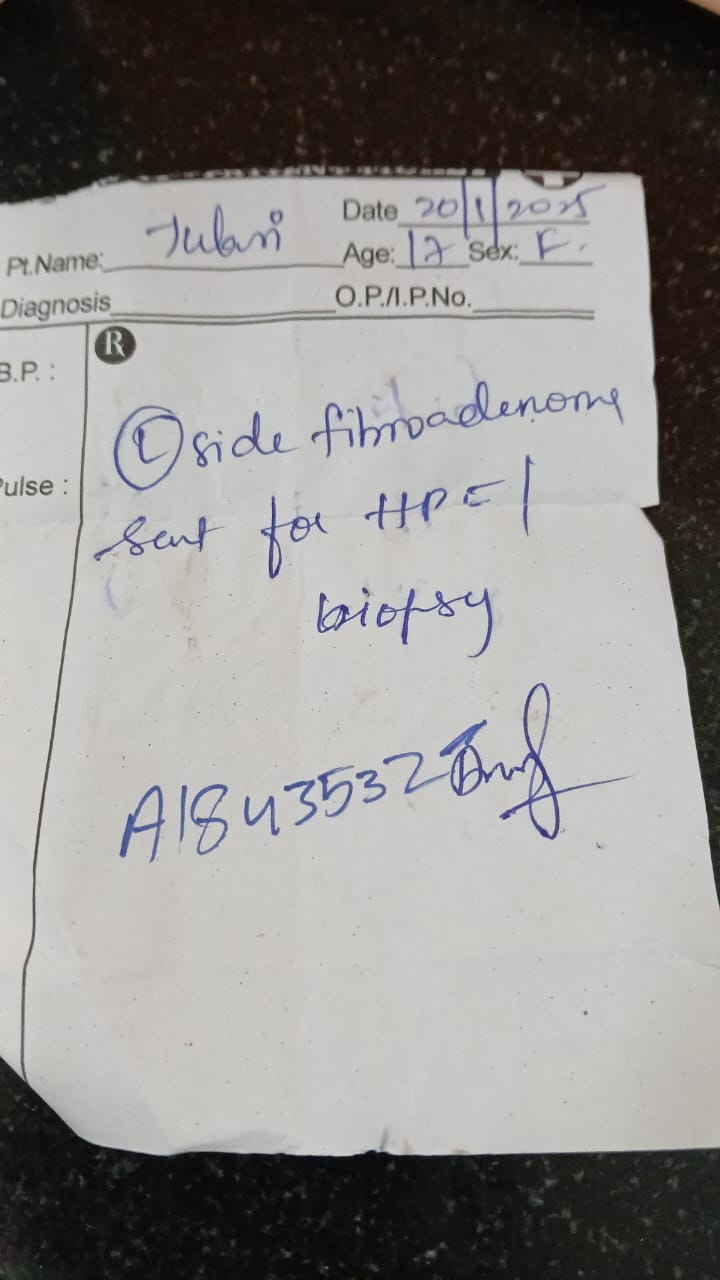 Pt.Name: Tulasi Date 20/1/2025
Age: 17 Sex: F.
Diagnosis O.P./I.P.No.
B.P. :
R
Ⓛ side fibroadenoma
Pulse :
Sent for HPE/
biopsy
A1843532